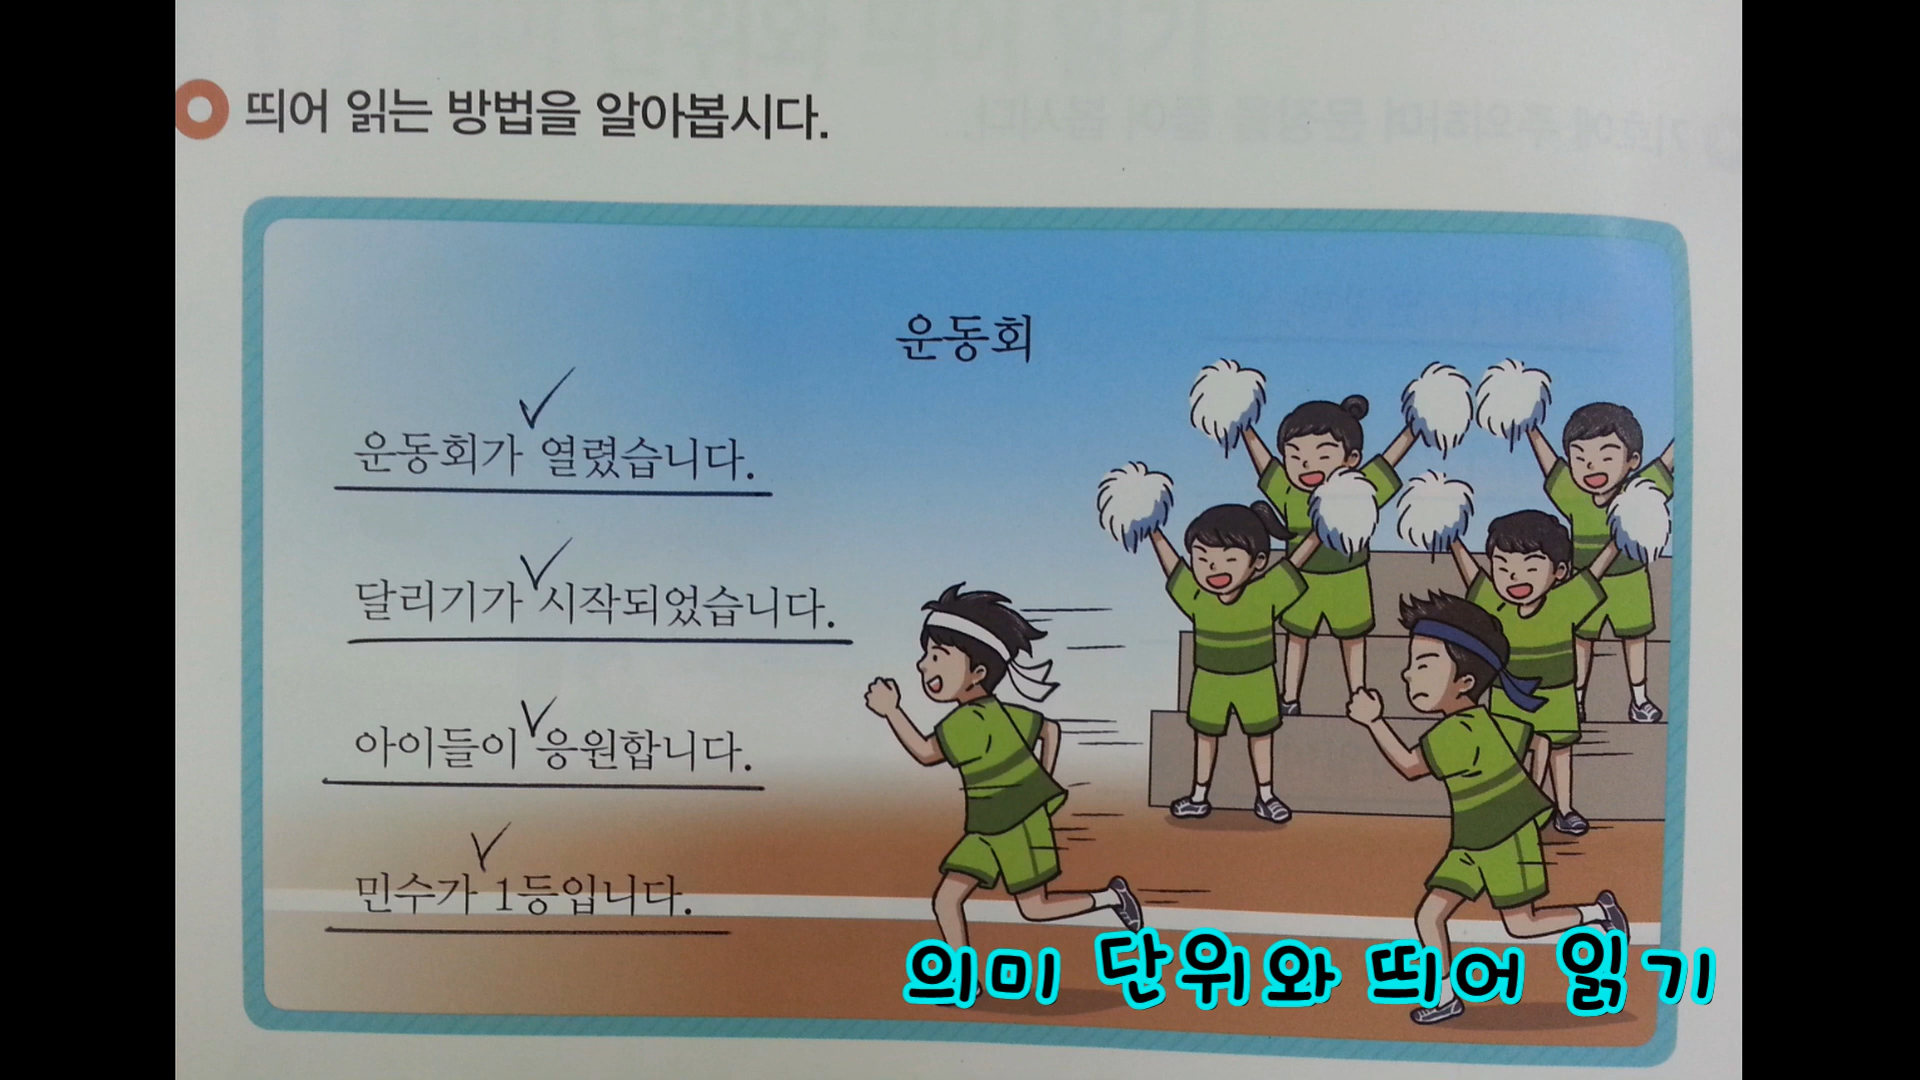 띄어 읽는 방법을 알아봅시다.
운동회
운동회가 열렸습니다.
달리기가 시작되었습니다.
아이들이 응원합니다.
민수가 1등입니다.
의미 단위와 띄어 읽기